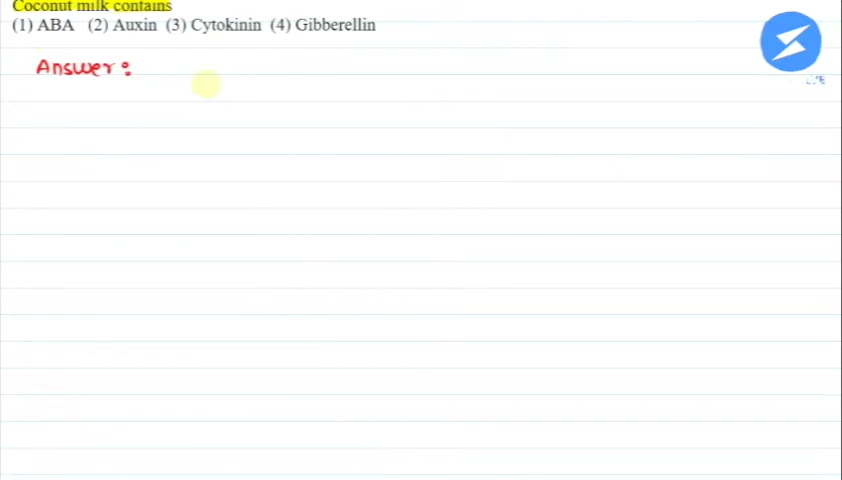 Coconut milk contains
(1) ABA (2) Auxin (3) Cytokinin (4) Gibberellin
Answer: